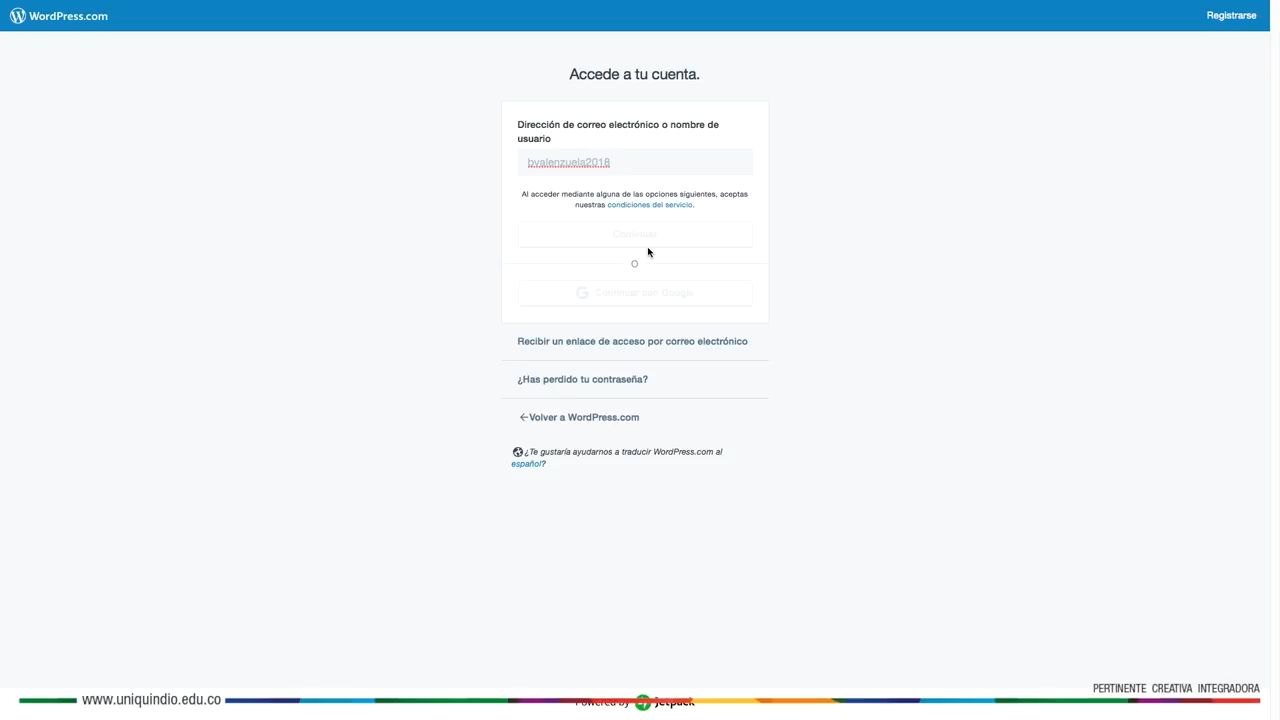 WordPress.com
Registrarse
Accede a tu cuenta.
Dirección de correo electrónico o nombre de
usuario
bvalenzuela2018
Al acceder mediante alguna de las opciones siguientes, aceptas
nuestras condiciones del servicio.
Continuar
O
Continuar con Google
Recibir un enlace de acceso por correo electrónico
¿Has perdido tu contraseña?
←Volver a WordPress.com
¿Te gustaría ayudarnos a traducir WordPress.com al
español?
PERTINENTE CREATIVA INTEGRADORA
www.uniquindio.edu.co
Powered by Jetpack